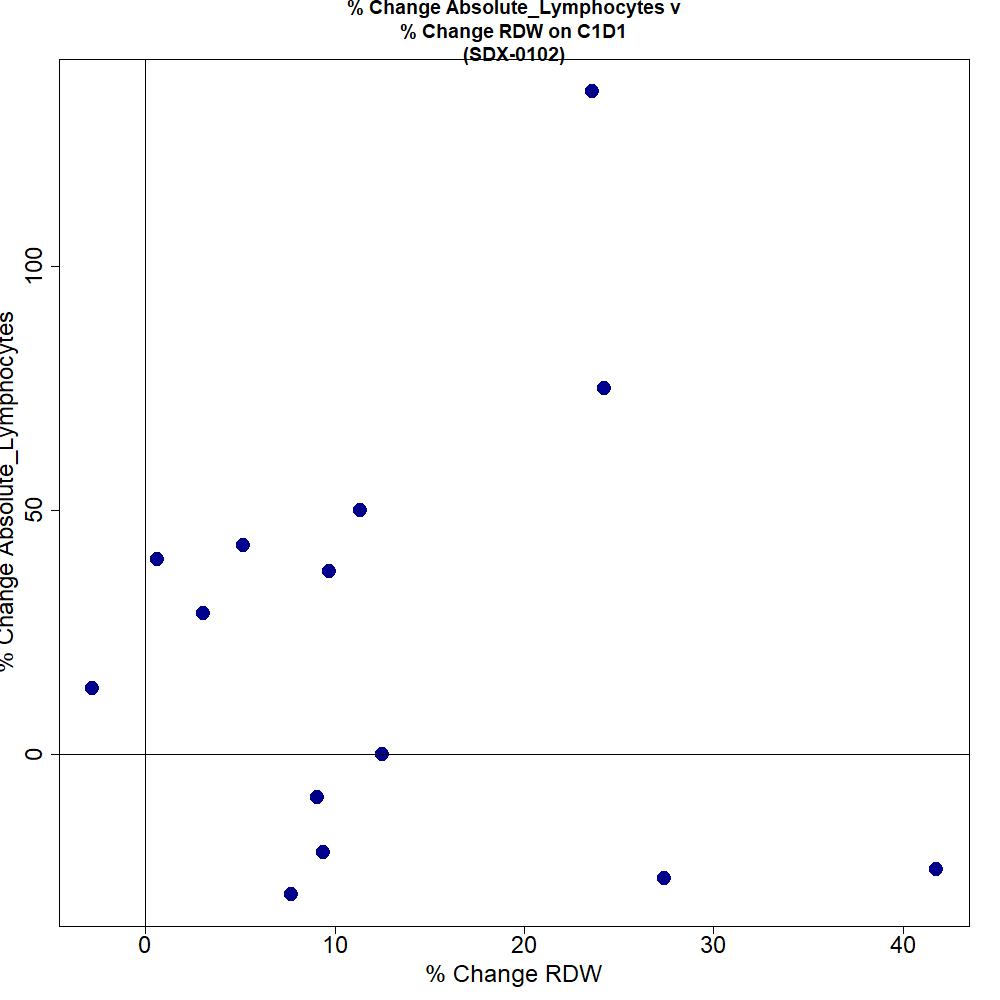 % Change Absolute_Lymphocytes v
% Change RDW on C1D1
(SDX-0102)
% Change Absolute_Lymphocytes
100
50
0
0
10
20
30
40
% Change RDW